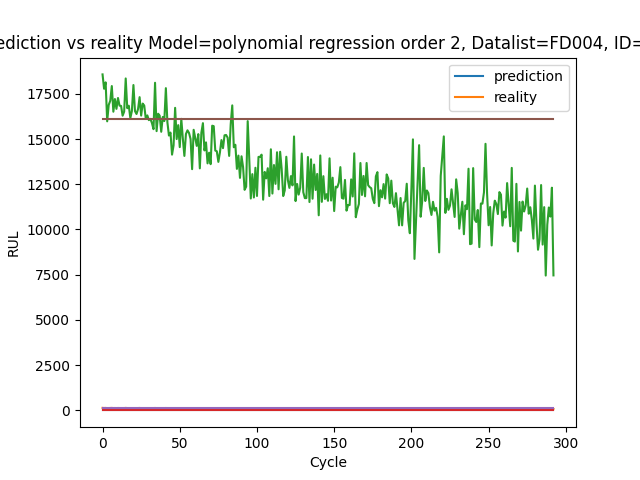 ediction vs reality Model=polynomial regression order 2, Datalist=FD004, ID=
prediction
reality
17500
15000
12500
10000
7500
5000
2500
0
RUL
0 50 100 150 200 250 300
Cycle